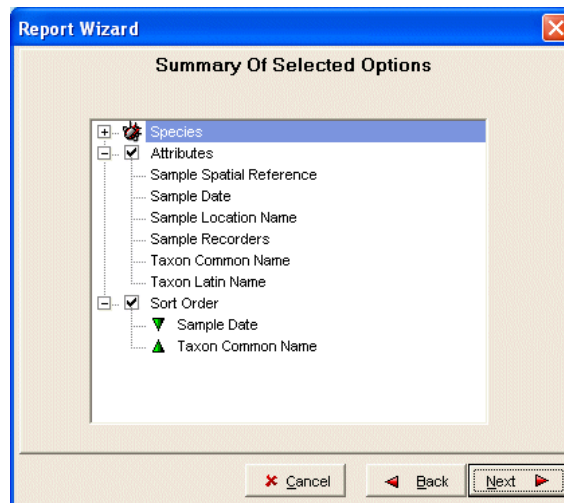 Report Wizard
Summary Of Selected Options
Species
Attributes
Sample Spatial Reference
Sample Date
Sample Location Name
Sample Recorders
Taxon Common Name
Taxon Latin Name
Sort Order
Sample Date
Taxon Common Name
Cancel Back Next